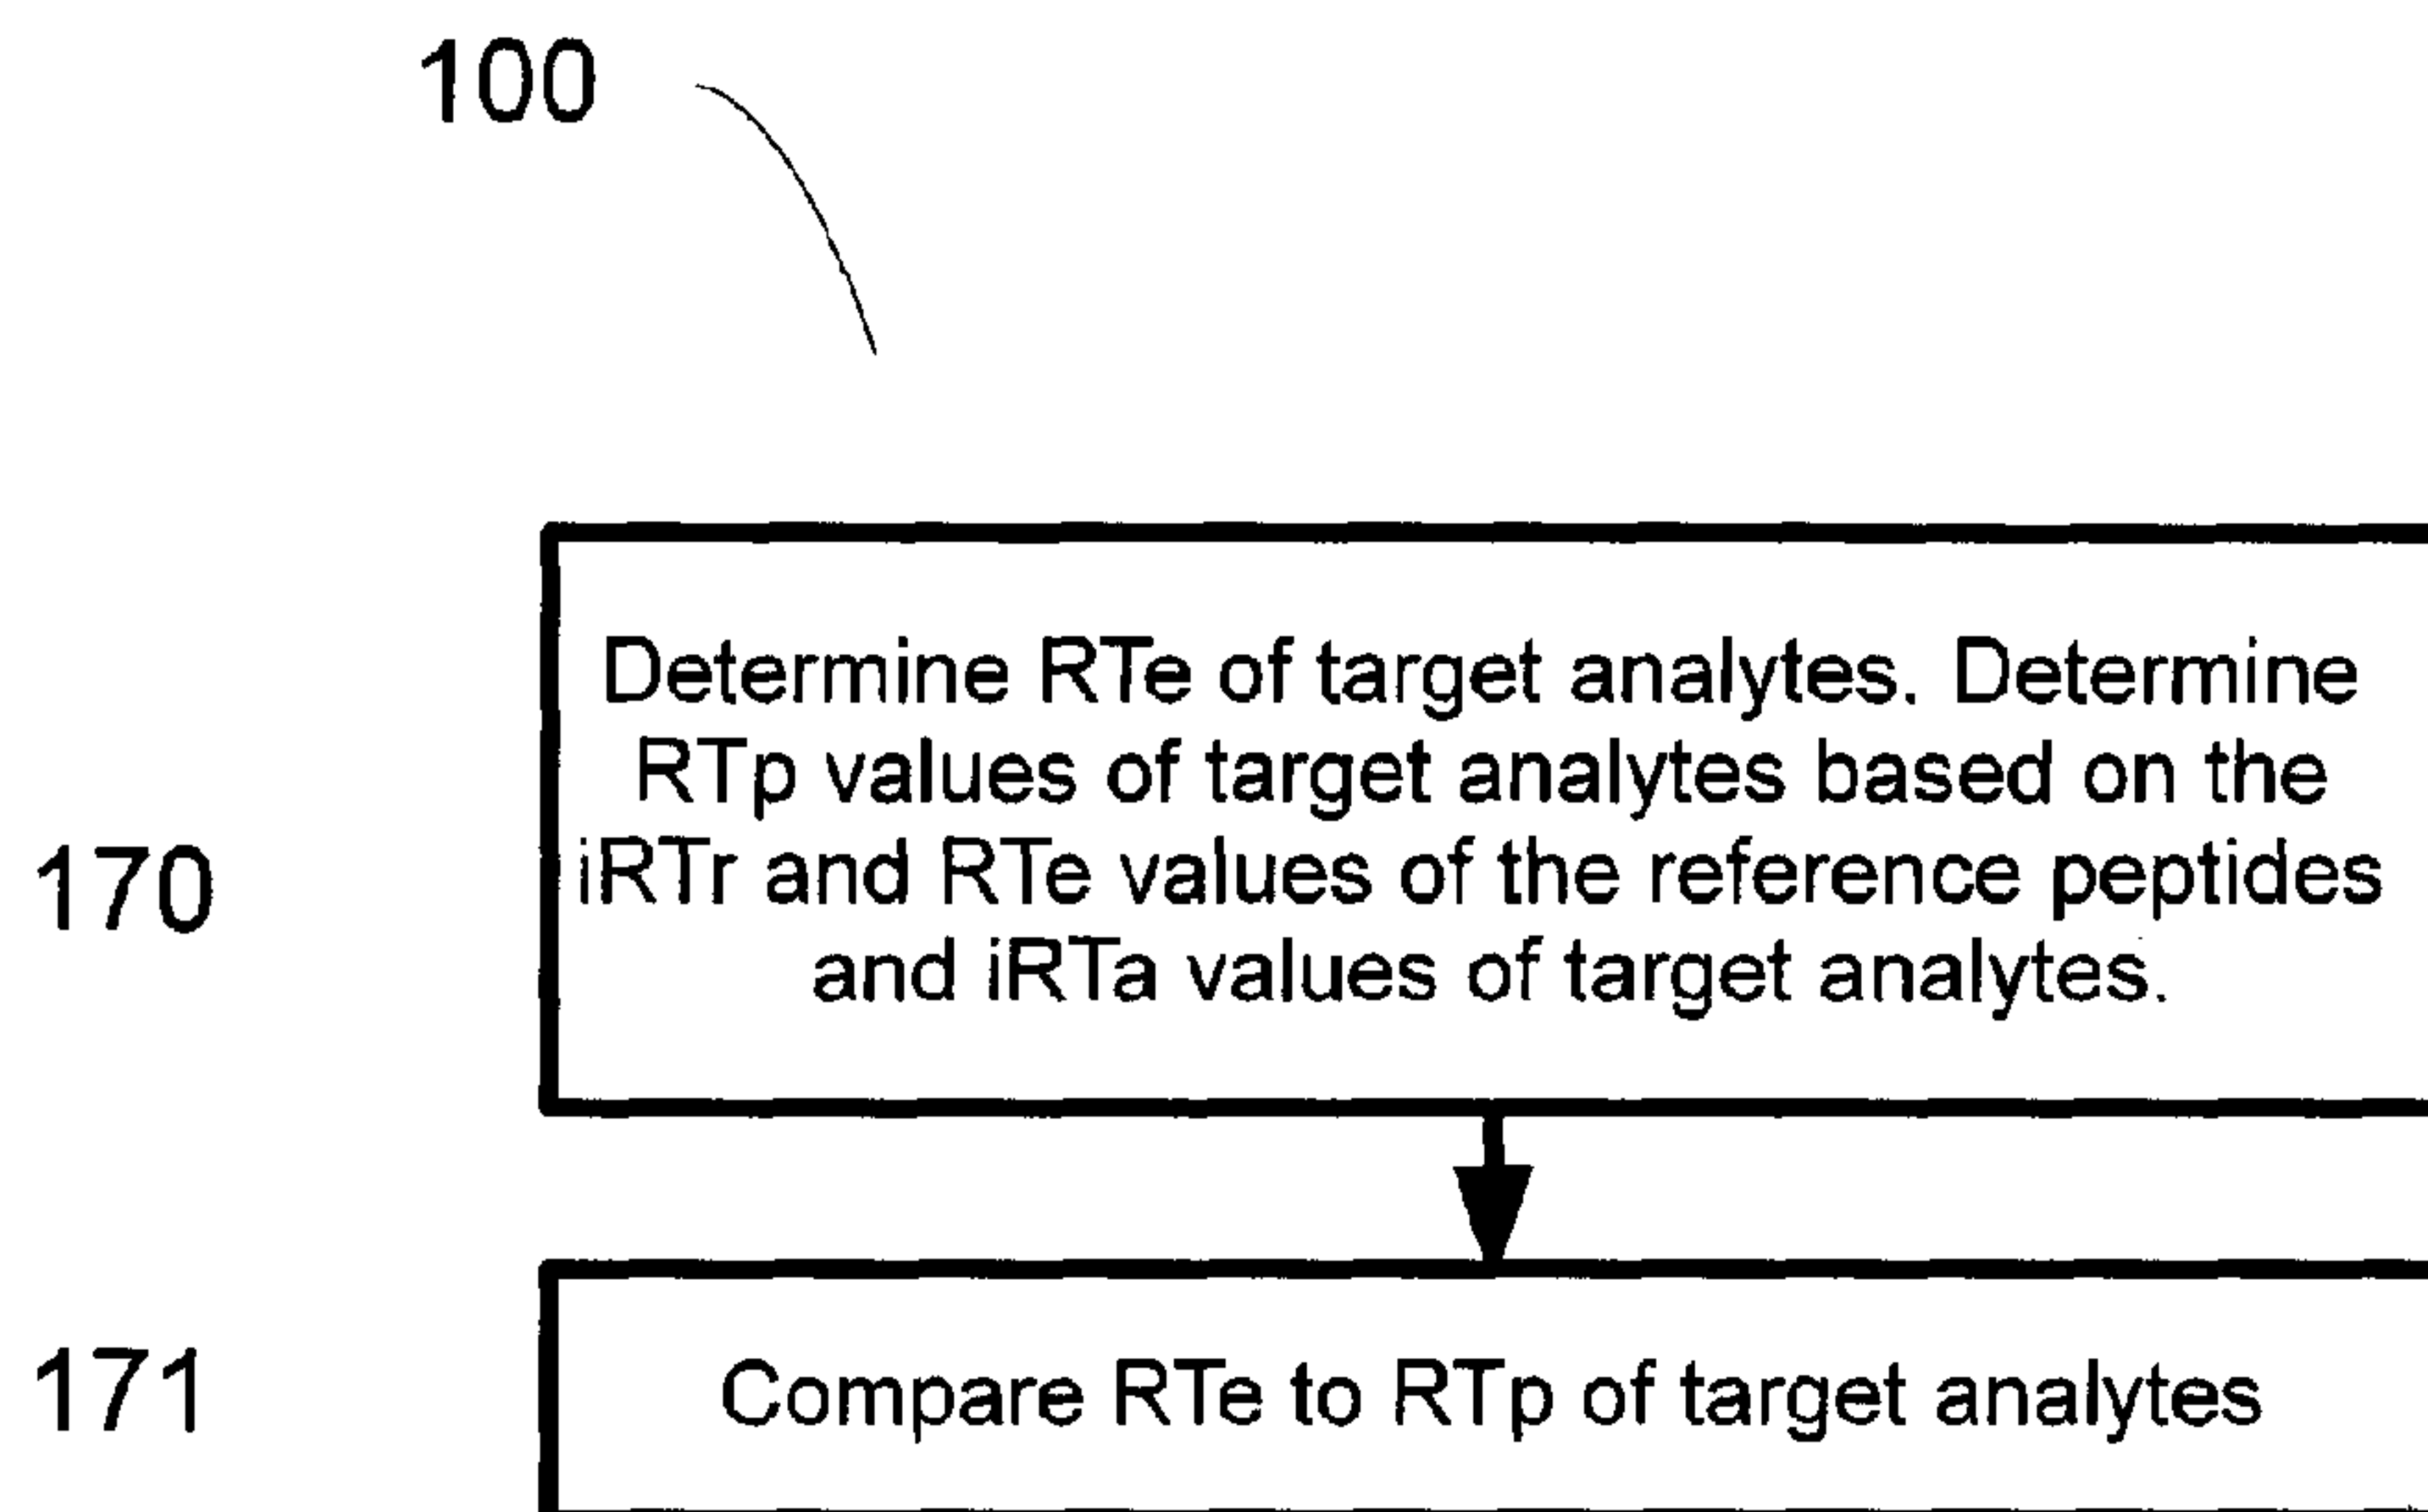 100
Determine RTe of target analytes. Determine
RTp values of target analytes based on the
170
iRTr and RTe values of the reference peptides
and iRTa values of target analytes.
171
Compare RTe to RTp of target analytes